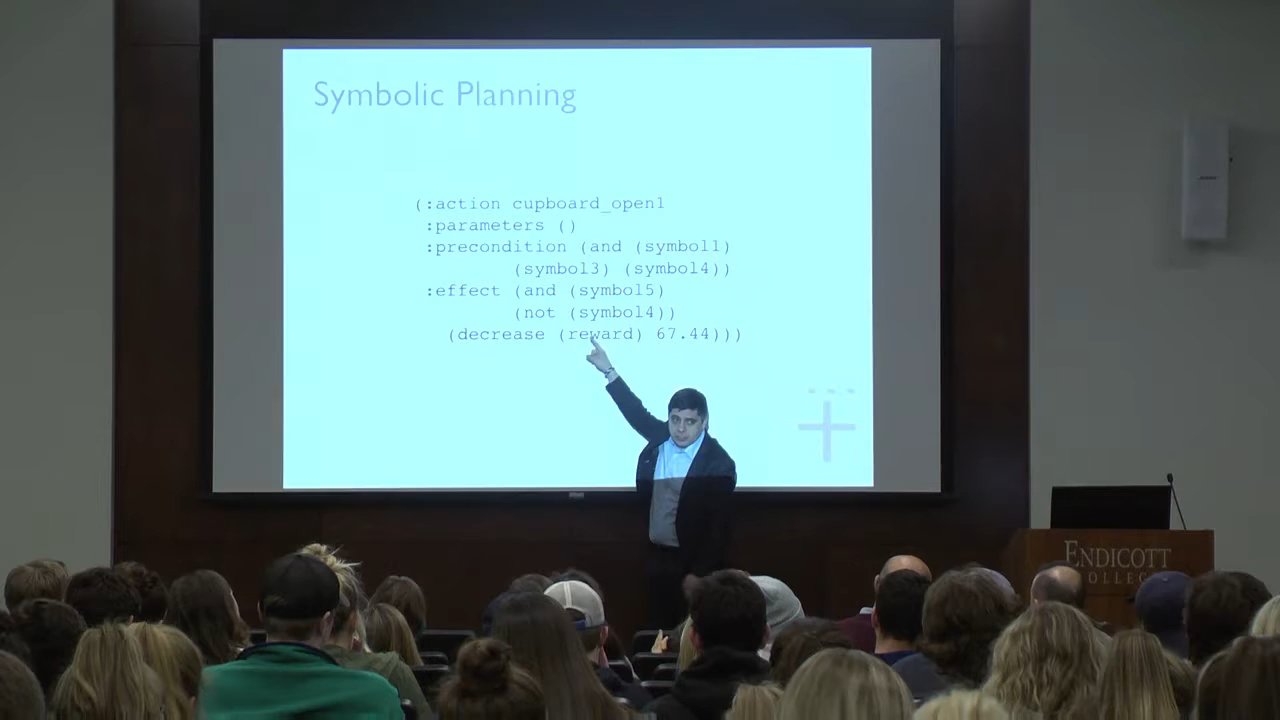 Symbolic Planning
(:action cupboard_open1
:parameters ()
:precondition (and (symbol1)
(symbol3) (symbol4))
:effect (and (symbol5)
(not (symbol4))
(decrease (reward) 67.44)))
ENDICOTT
COLLEGE